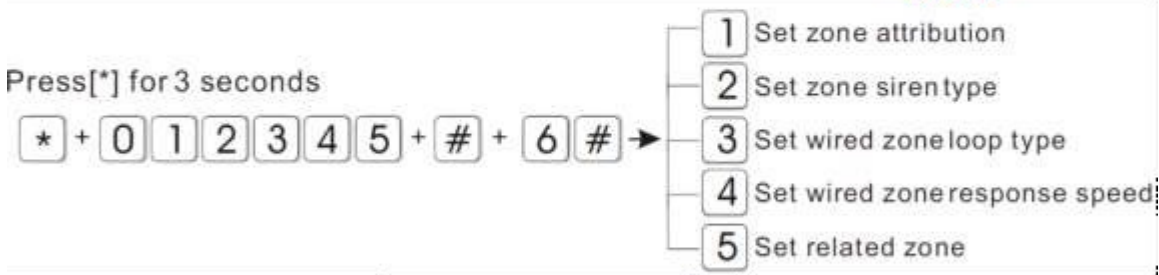 Press[*] for 3 seconds
* + 0 1 2 3 4 5 + # + 6 #
1 Set zone attribution
2 Set zone siren type
3 Set wired zone loop type
4 Set wired zone response speed
5 Set related zone